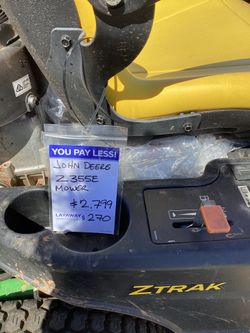 YOU PAY LESS!
JOHN DEERE
Z355E
MOWER
$2,799
LAYAWAY $270
ZTRAK